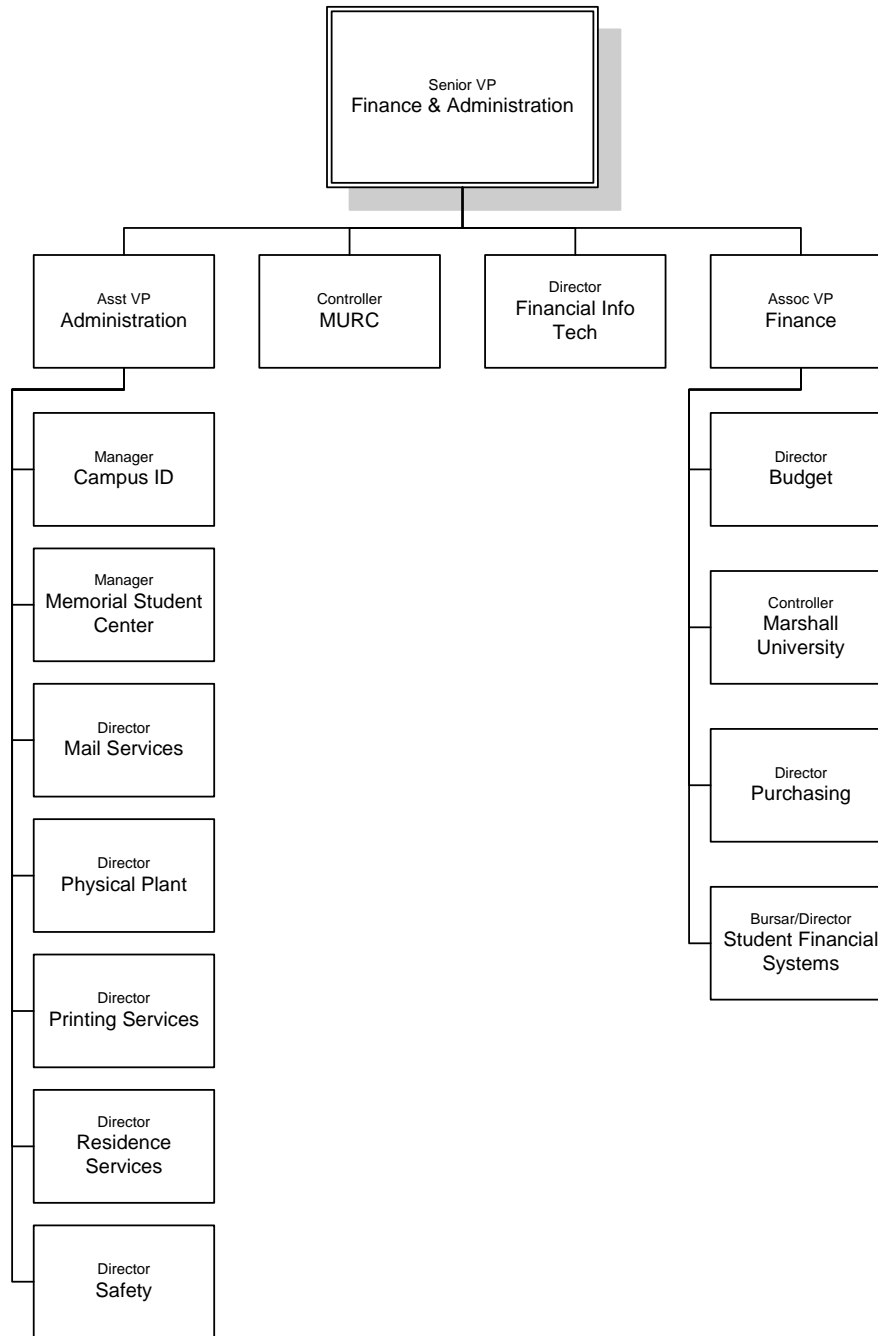 Senior VP
Finance & Administration
Asst VP
Administration
Controller
MURC
Director
Financial Info
Tech
Assoc VP
Finance
Manager
Campus ID
Manager
Memorial Student
Center
Director
Mail Services
Director
Physical Plant
Director
Printing Services
Director
Residence
Services
Director
Safety
Director
Budget
Controller
Marshall
University
Director
Purchasing
Bursar/Director
Student Financial
Systems